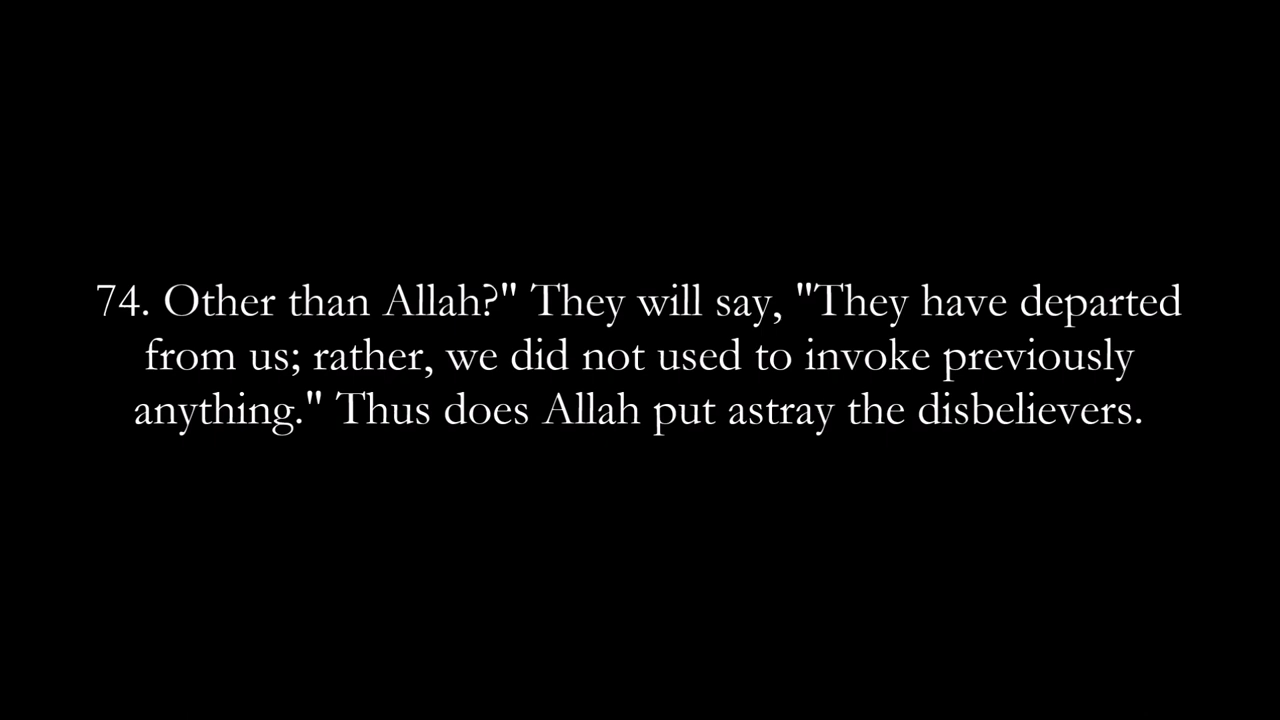 74. Other than Allah?" They will say, "They have departed
from us; rather, we did not used to invoke previously
anything." Thus does Allah put astray the disbelievers.